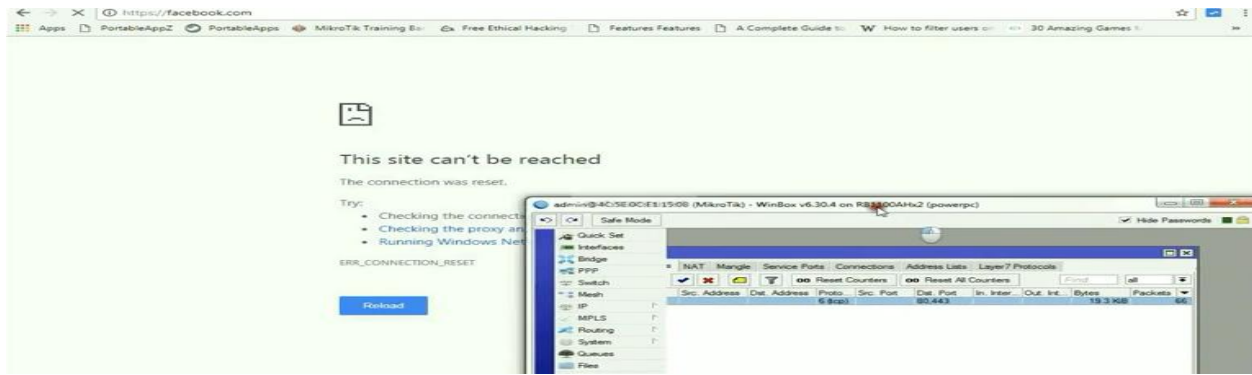 https://facebook.com
Apps PortableAppZ PortableApps MikroTik Training Ba Free Ethical Hacking Features Features A Complete Guide to W How to filter users on 30 Amazing Games
This site can't be reached
The connection was reset.
Try:
Checking the connecti
Checking the proxy an
Running Windows Net
ERR_CONNECTION_RESET
Reload
(MikroTik) - WinBox v6.30.4 on (powerpc)
Safe Mode Hide Passwords
Quick Set
Interfaces
Bridge
PPP
Switch
Mesh
IP
MPLS
Routing
System
Queues
Files
NAT Mangle Service Ports Connections Address Lists Layer7 Protocols
Reset Counters 00 Reset All Counters Find all
Src. Address Dst. Address Proto... Src. Port Dst. Port In. Inter... Out. Int... Bytes Packets
6 (tcp) 80,443 19.3 KiB 66